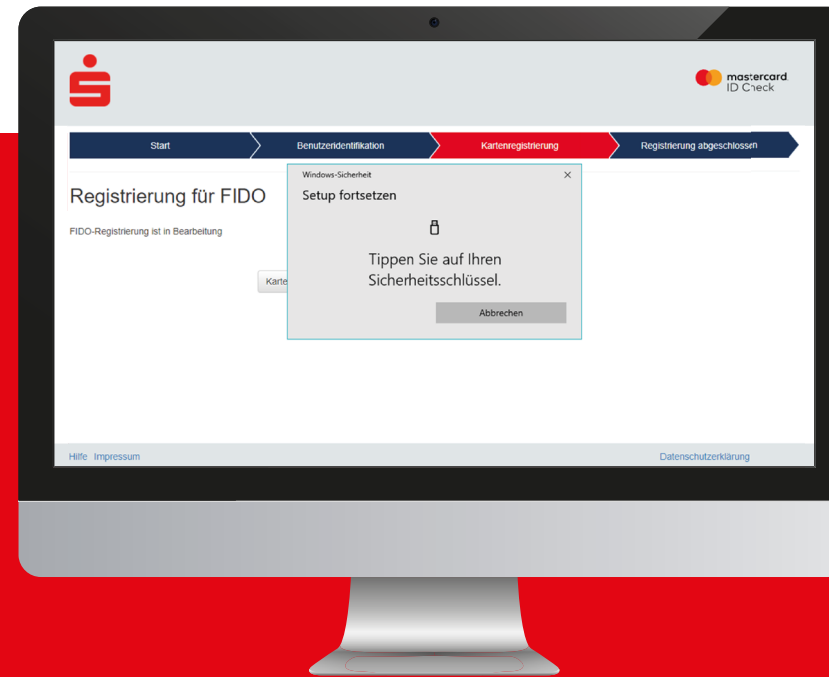 mastercard
ID Check
Start
Benutzeridentifikation
Kartenregistrierung
Registrierung abgeschlossen
Windows-Sicherheit
Setup fortsetzen
Registrierung für FIDO
FIDO-Registrierung ist in Bearbeitung
Tippen Sie auf Ihren
Sicherheitsschlüssel.
Karte
Abbrechen
Hilfe Impressum
Datenschutzerklärung